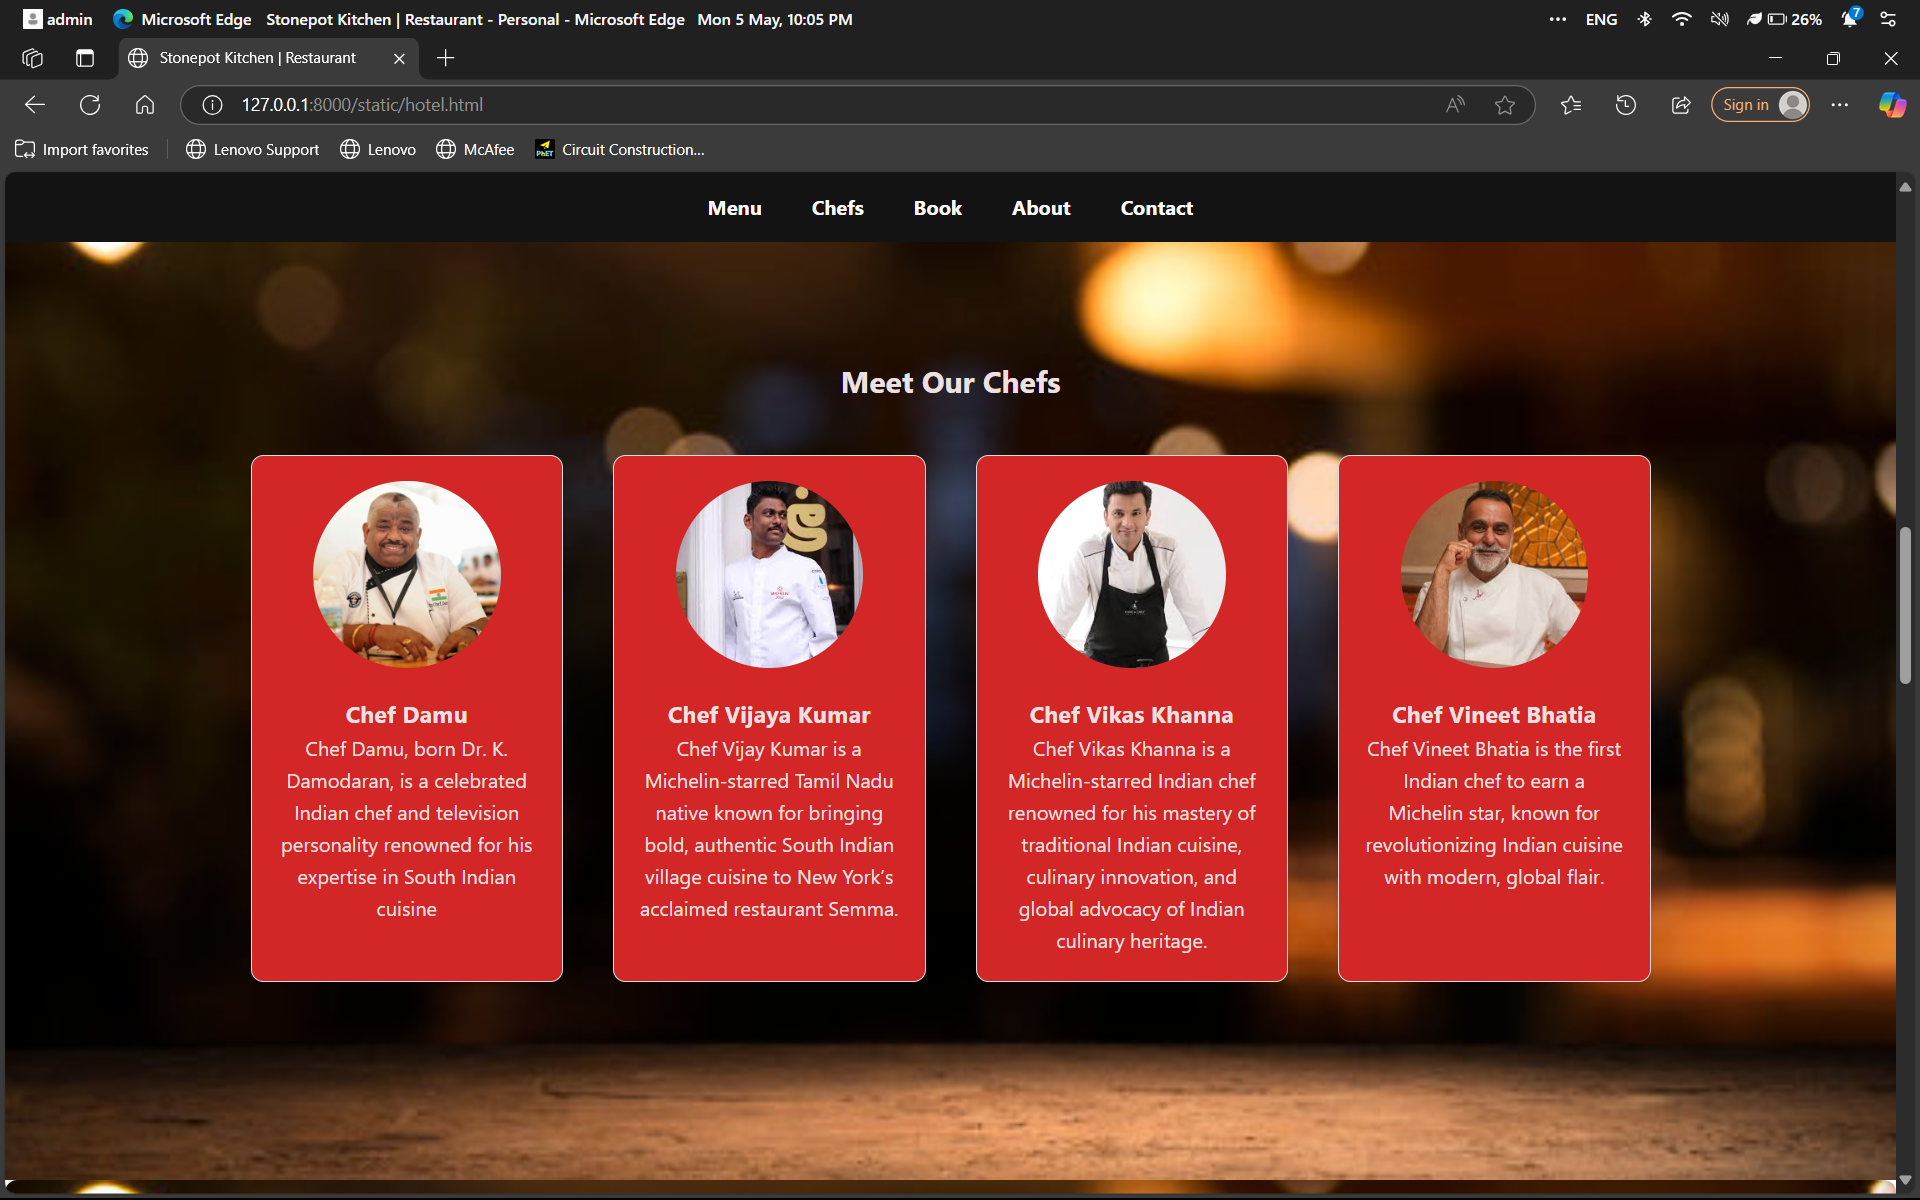 admin Microsoft Edge Stonepot Kitchen | Restaurant - Personal - Microsoft Edge Mon 5 May, 10:05 PM ENG 26% 7
Stonepot Kitchen | Restaurant
127.0.0.1:8000/static/hotel.html Sign in
Import favorites Lenovo Support Lenovo McAfee PhET Circuit Construction...
Menu Chefs Book About Contact
Meet Our Chefs
Chef Damu
Chef Damu, born Dr. K.
Damodaran, is a celebrated
Indian chef and television
personality renowned for his
expertise in South Indian
cuisine
Chef Vijaya Kumar
Chef Vijay Kumar is a
Michelin-starred Tamil Nadu
native known for bringing
bold, authentic South Indian
village cuisine to New York’s
acclaimed restaurant Semma.
Chef Vikas Khanna
Chef Vikas Khanna is a
Michelin-starred Indian chef
renowned for his mastery of
traditional Indian cuisine,
culinary innovation, and
global advocacy of Indian
culinary heritage.
Chef Vineet Bhatia
Chef Vineet Bhatia is the first
Indian chef to earn a
Michelin star, known for
revolutionizing Indian cuisine
with modern, global flair.